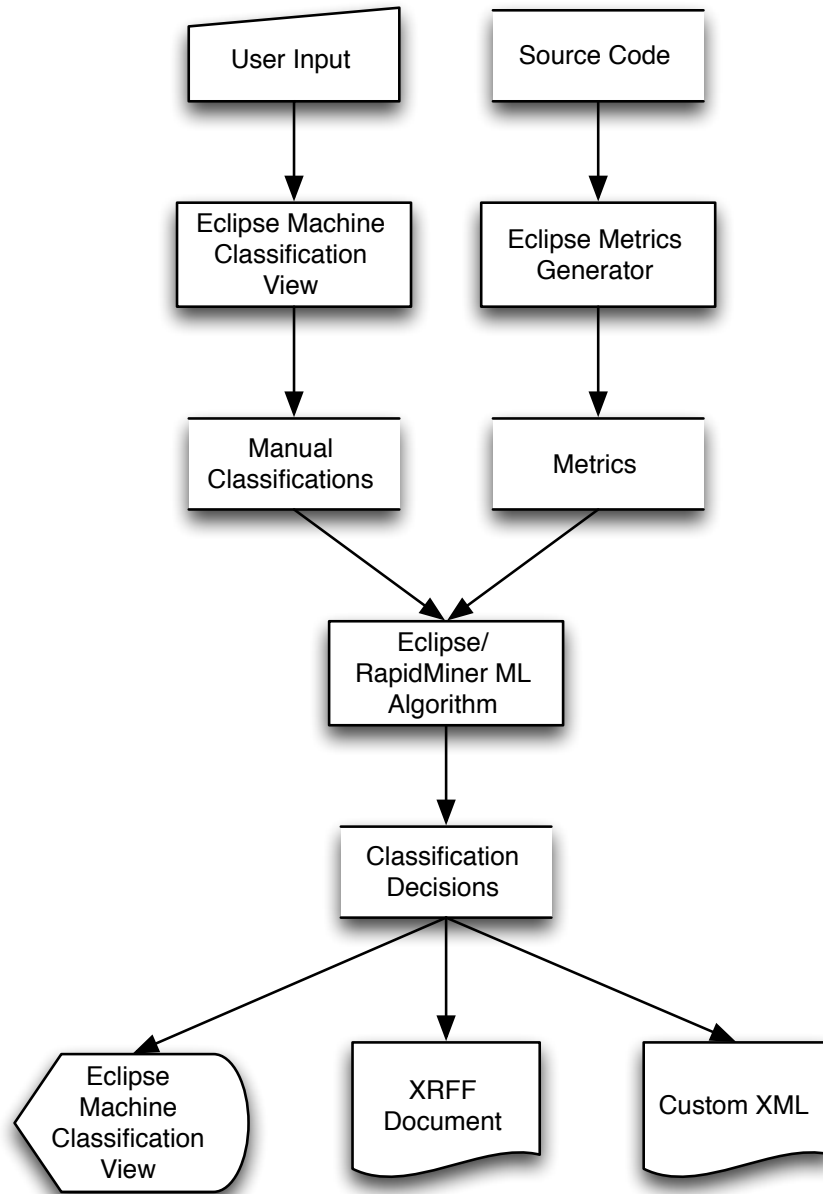 User Input
Source Code
Eclipse Machine
Classification
View
Eclipse Metrics
Generator
Manual
Classifications
Metrics
Eclipse/
RapidMiner ML
Algorithm
Classification
Decisions
Eclipse
Machine
Classification
View
XRFF
Document
Custom XML